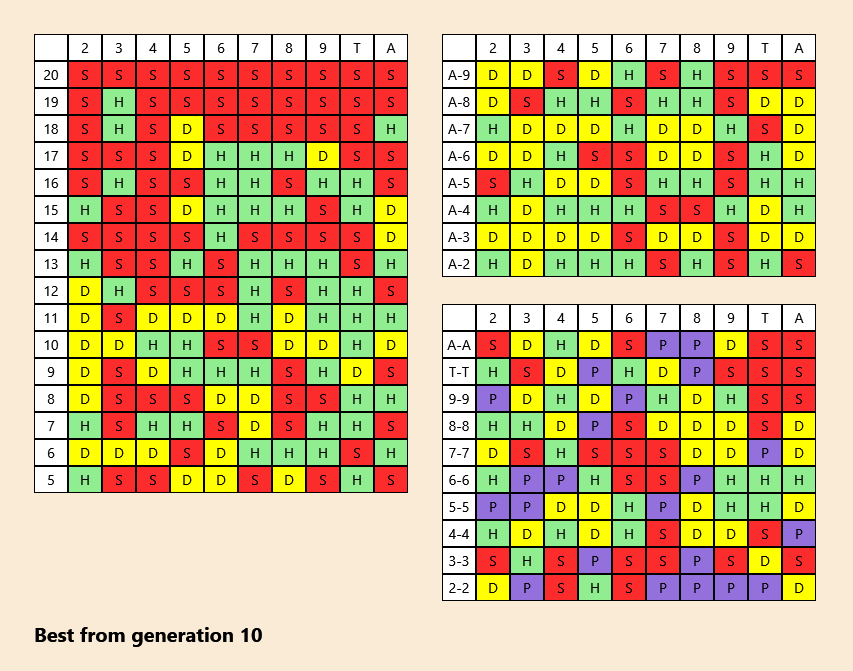 2 3 4 5 6 7 8 9 T A
20 S S S S S S S S S S
19 S H S S S S S S S S
18 S H S D S S S S S H
17 S S S D H H H D S S
16 S H S S H H S H H S
15 H S S D H H H S H D
14 S S S S H S S S S D
13 H S S H S H H H S H
12 D H S S S H S H H S
11 D S D D D H D H H H
10 D D H H S S D D H D
9 D S D H H H S H D S
8 D S S S D D S S H H
7 H S H H S D S H H S
6 D D D S D H H H S H
5 H S S D D S D S H S
2 3 4 5 6 7 8 9 T A
A-9 D D S D H S H S S S
A-8 D S H H S H H S D D
A-7 H D D D H D D H S D
A-6 D D H S S D D S H D
A-5 S H D D S H H S H H
A-4 H D H H H S S H D H
A-3 D D D D S D D S D D
A-2 H D H H H S H S H S
2 3 4 5 6 7 8 9 T A
A-A S D H D S P P D S S
T-T H S D P H D P S S S
9-9 P D H D P H D H S S
8-8 H H D P S D D D S D
7-7 D S H S S S D D P D
6-6 H P P H S S P H H H
5-5 P P D D H P D H H D
4-4 H D H D H S D D S P
3-3 S H S P S S P S D S
2-2 D P S H S P P P P D
Best from generation 10